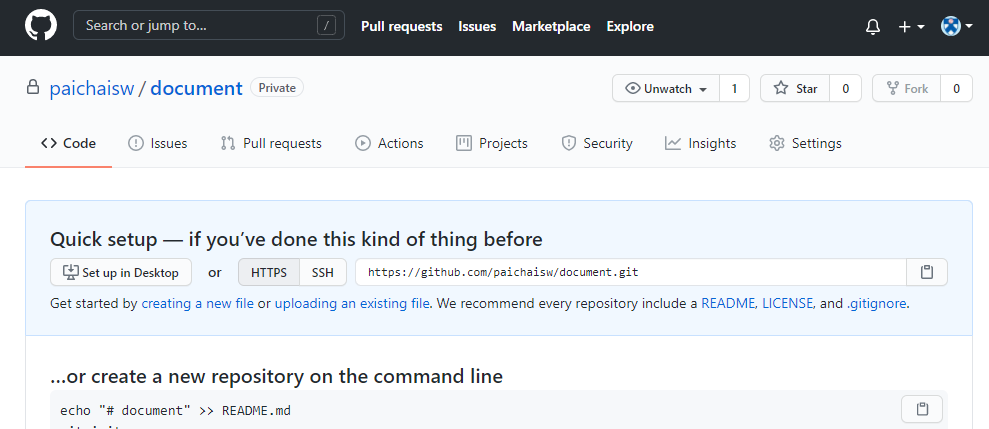 Search or jump to… / Pull requests Issues Marketplace Explore
paichaisw / document Private Unwatch 1 Star 0 Fork 0
Code Issues Pull requests Actions Projects Security Insights Settings
Quick setup — if you’ve done this kind of thing before
Set up in Desktop or HTTPS SSH https://github.com/paichaisw/document.git
Get started by creating a new file or uploading an existing file. We recommend every repository include a README, LICENSE, and .gitignore.
…or create a new repository on the command line
echo "# document" >> README.md